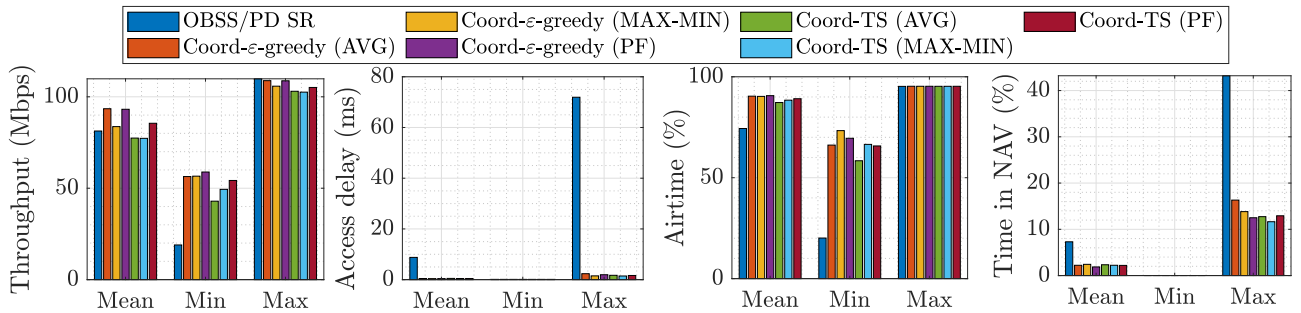 OBSS/PD SR
Coord-ε-greedy (MAX-MIN)
Coord-TS (AVG)
Coord-TS (PF)
Coord-ε-greedy (AVG)
Coord-ε-greedy (PF)
Coord-TS (MAX-MIN)
Throughput (Mbps)
100
50
0
Mean Min Max
Access delay (ms)
80
60
40
20
0
Mean Min Max
Airtime (%)
100
50
0
Mean Min Max
Time in NAV (%)
40
30
20
10
0
Mean Min Max